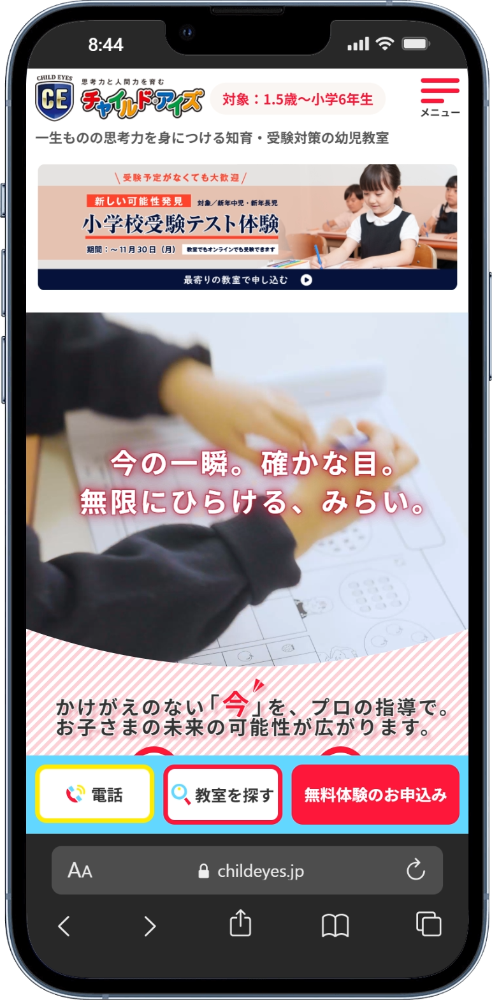 8:44
CHILD EYES
CE
思考力と人間力を育む
チャイルド・アイズ
対象：1.5歳～小学6年生
メニュー
一生ものの思考力を身につける知育・受験対策の幼児教室
\ 受験予定がなくても大歓迎 /
新しい可能性発見 対象／新年中児・新年長児
小学校受験テスト体験
期間：～11月30日（月） 教室でもオンラインでも受験できます
最寄りの教室で申し込む
今の一瞬。確かな目。
無限にひらける、みらい。
かけがえのない「今」を、プロの指導で。
お子さまの未来の可能性が広がります。
電話
教室を探す
無料体験のお申込み
AA
childeyes.jp